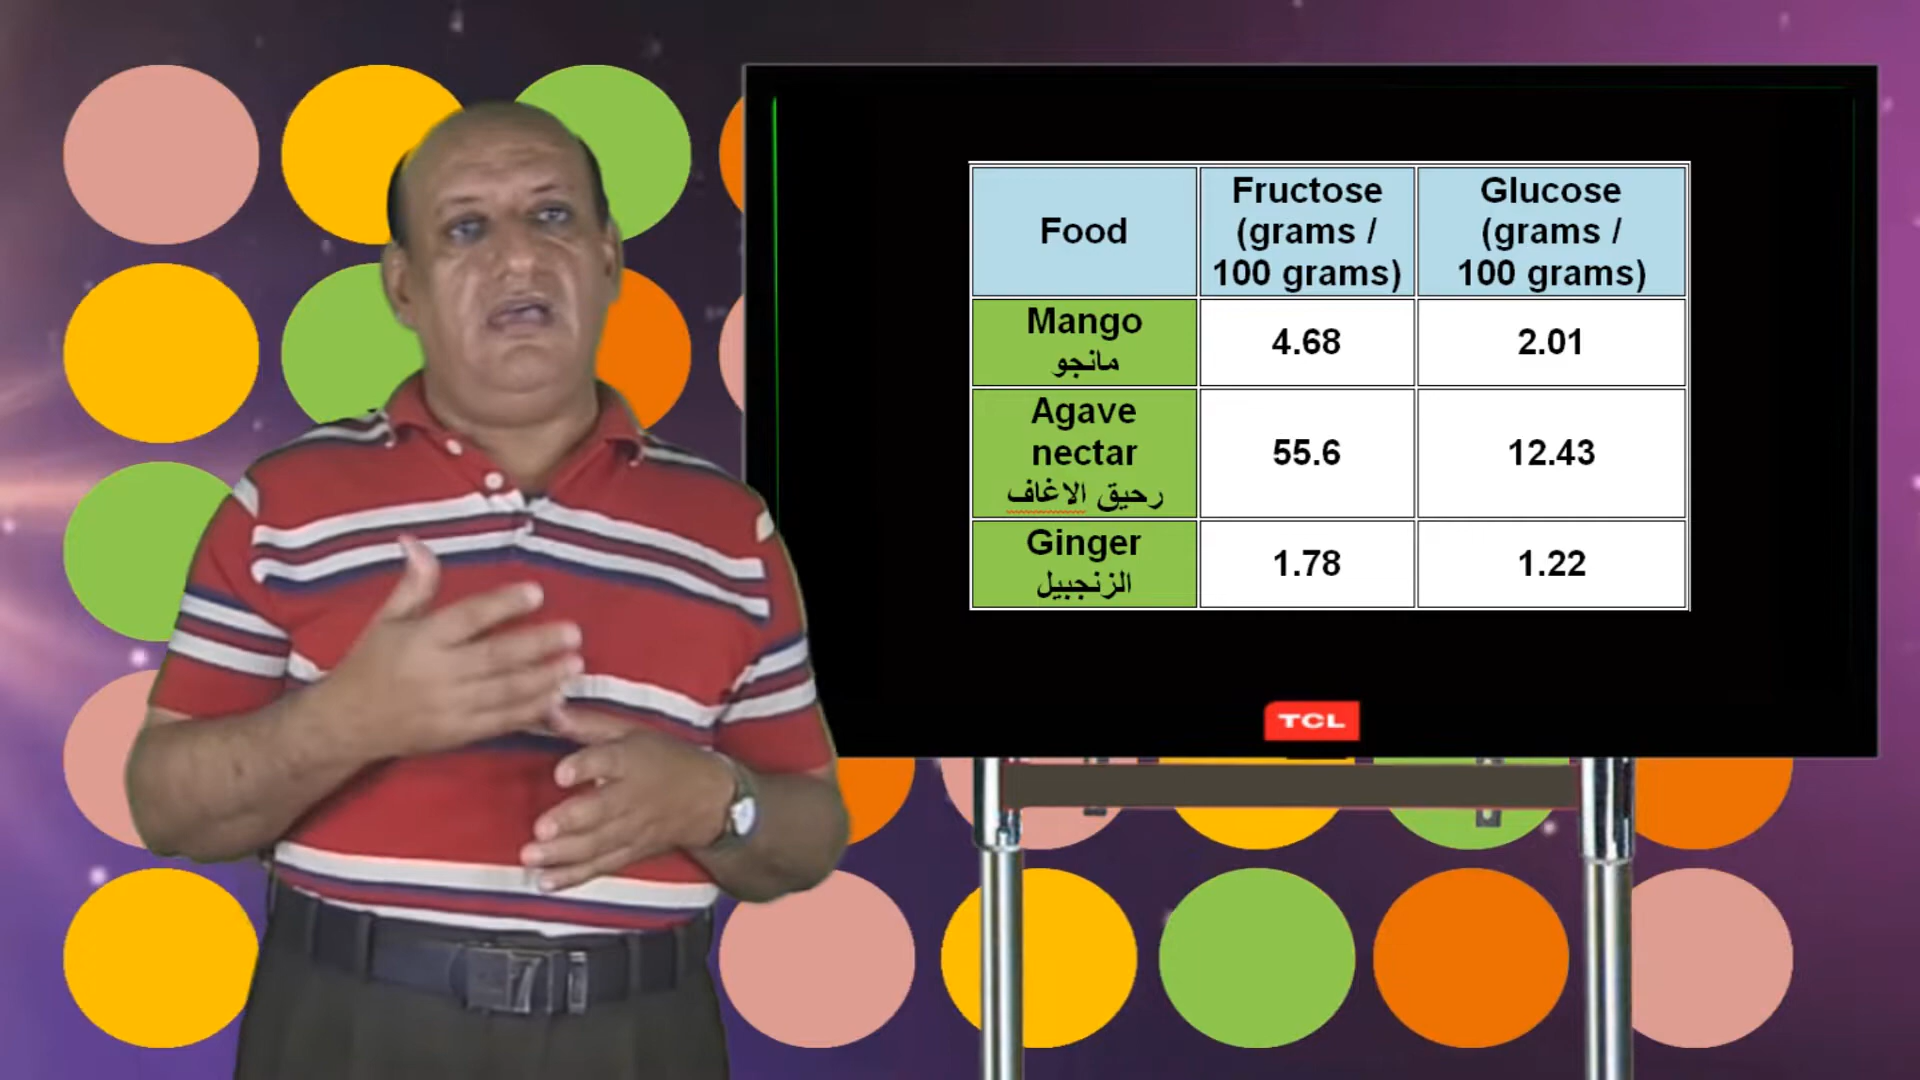 Food
Fructose
(grams /
100 grams)
Glucose
(grams /
100 grams)
Mango
مانجو
4.68
2.01
Agave
nectar
رحيق الاغاف
55.6
12.43
Ginger
الزنجبيل
1.78
1.22
TCL